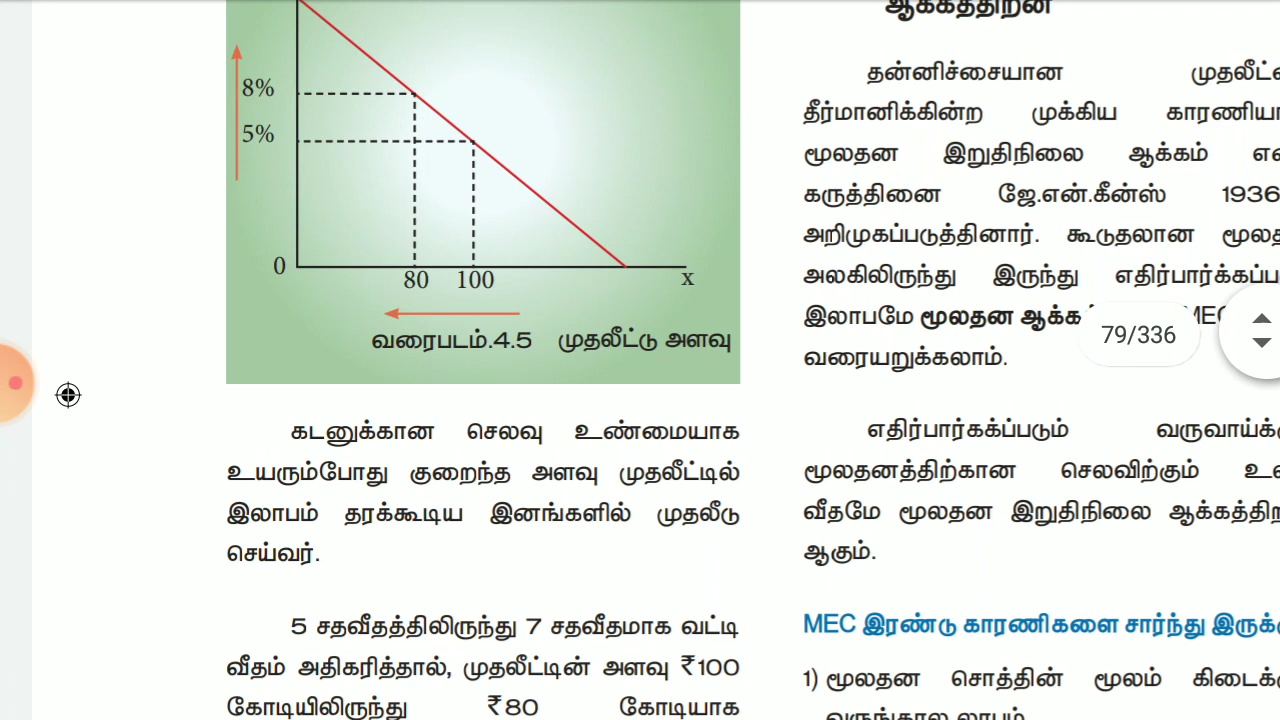 8%
5%
0
80 100
x
வரைபடம்.4.5 முதலீட்டு அளவு
கடனுக்கான செலவு உண்மையாக
உயரும்போது குறைந்த அளவு முதலீட்டில்
இலாபம் தரக்கூடிய இனங்களில் முதலீடு
செய்வர்.
5 சதவீதத்திலிருந்து 7 சதவீதமாக வட்டி
வீதம் அதிகரித்தால், முதலீட்டின் அளவு ₹100
கோடியிலிருந்து ₹80 கோடியாக
ஆக்கத்திறன்
தன்னிச்சையான
தீர்மானிக்கின்ற முக்கிய
மூலதன இறுதிநிலை ஆக்கம்
கருத்தினை ஜே.என்.கீன்ஸ் 1936
அறிமுகப்படுத்தினார். கூடுதலான
அலகிலிருந்து இருந்து
இலாபமே மூலதன
வரையறுக்கலாம்.
79/336
எதிர்பார்கக்ப்படும்
மூலதனத்திற்கான செலவிற்கும்
வீதமே மூலதன இறுதிநிலை
ஆகும்.
MEC இரண்டு காரணிகளை சார்ந்து
1) மூலதன சொத்தின் மூலம்